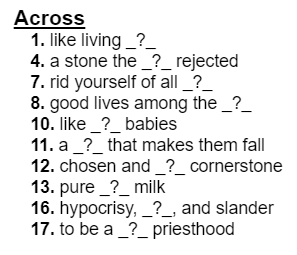 Across
1. like living _?_
4. a stone the _?_ rejected
7. rid yourself of all _?_
8. good lives among the _?_
10. like _?_ babies
11. a _?_ that makes them fall
12. chosen and _?_ cornerstone
13. pure _?_ milk
16. hypocrisy, _?_, and slander
17. to be a _?_ priesthood